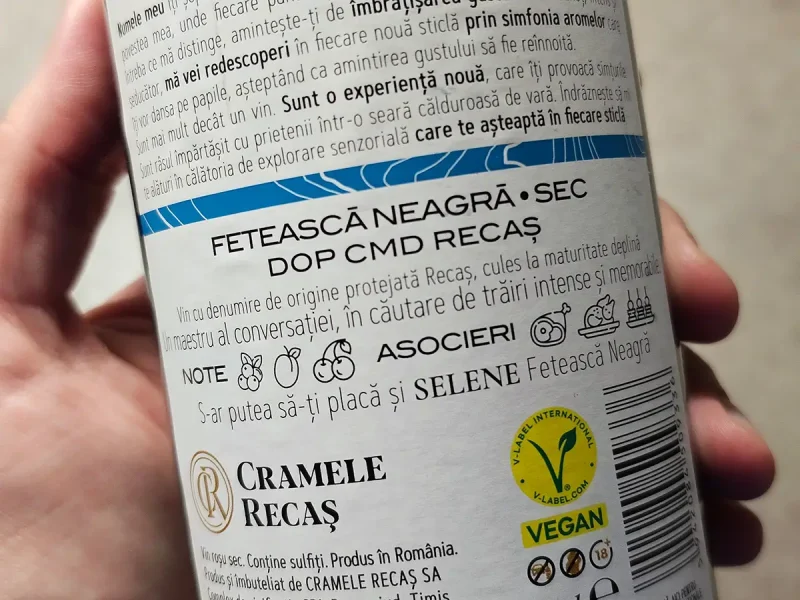 Numele meu îți
povestea mea, unde fiecare
întreba ce mă distinge, amintește-ți de îmbrățișarea
seducător, mă vei redescoperi în fiecare nouă sticlă prin simfonia aromelor care
îți vor dansa pe papile, așteptând ca amintirea gustului să fie reînnoită.
Sunt mai mult decât un vin. Sunt o experiență nouă, care îți provoacă simțurile.
Sunt râsul împărtășit cu prietenii într-o seară călduroasă de vară. Îndrăznește să mi
te alături în călătoria de explorare senzorială care te așteaptă în fiecare sticlă
FETEASCĂ NEAGRĂ • SEC
DOP CMD RECAȘ
Vin cu denumire de origine protejată Recaș, cules la maturitate deplină
Un maestru al conversației, în căutare de trăiri intense și memorabile
NOTE
ASOCIERI
S-ar putea să-ți placă și SELENE Fetească Neagră
CR
CRAMELE
RECAȘ
V-LABEL INTERNATIONAL
V-LABEL.COM
VEGAN
18+
Vin roșu sec. Conține sulfiți. Produs în România.
Produs și îmbuteliat de CRAMELE RECAȘ SA